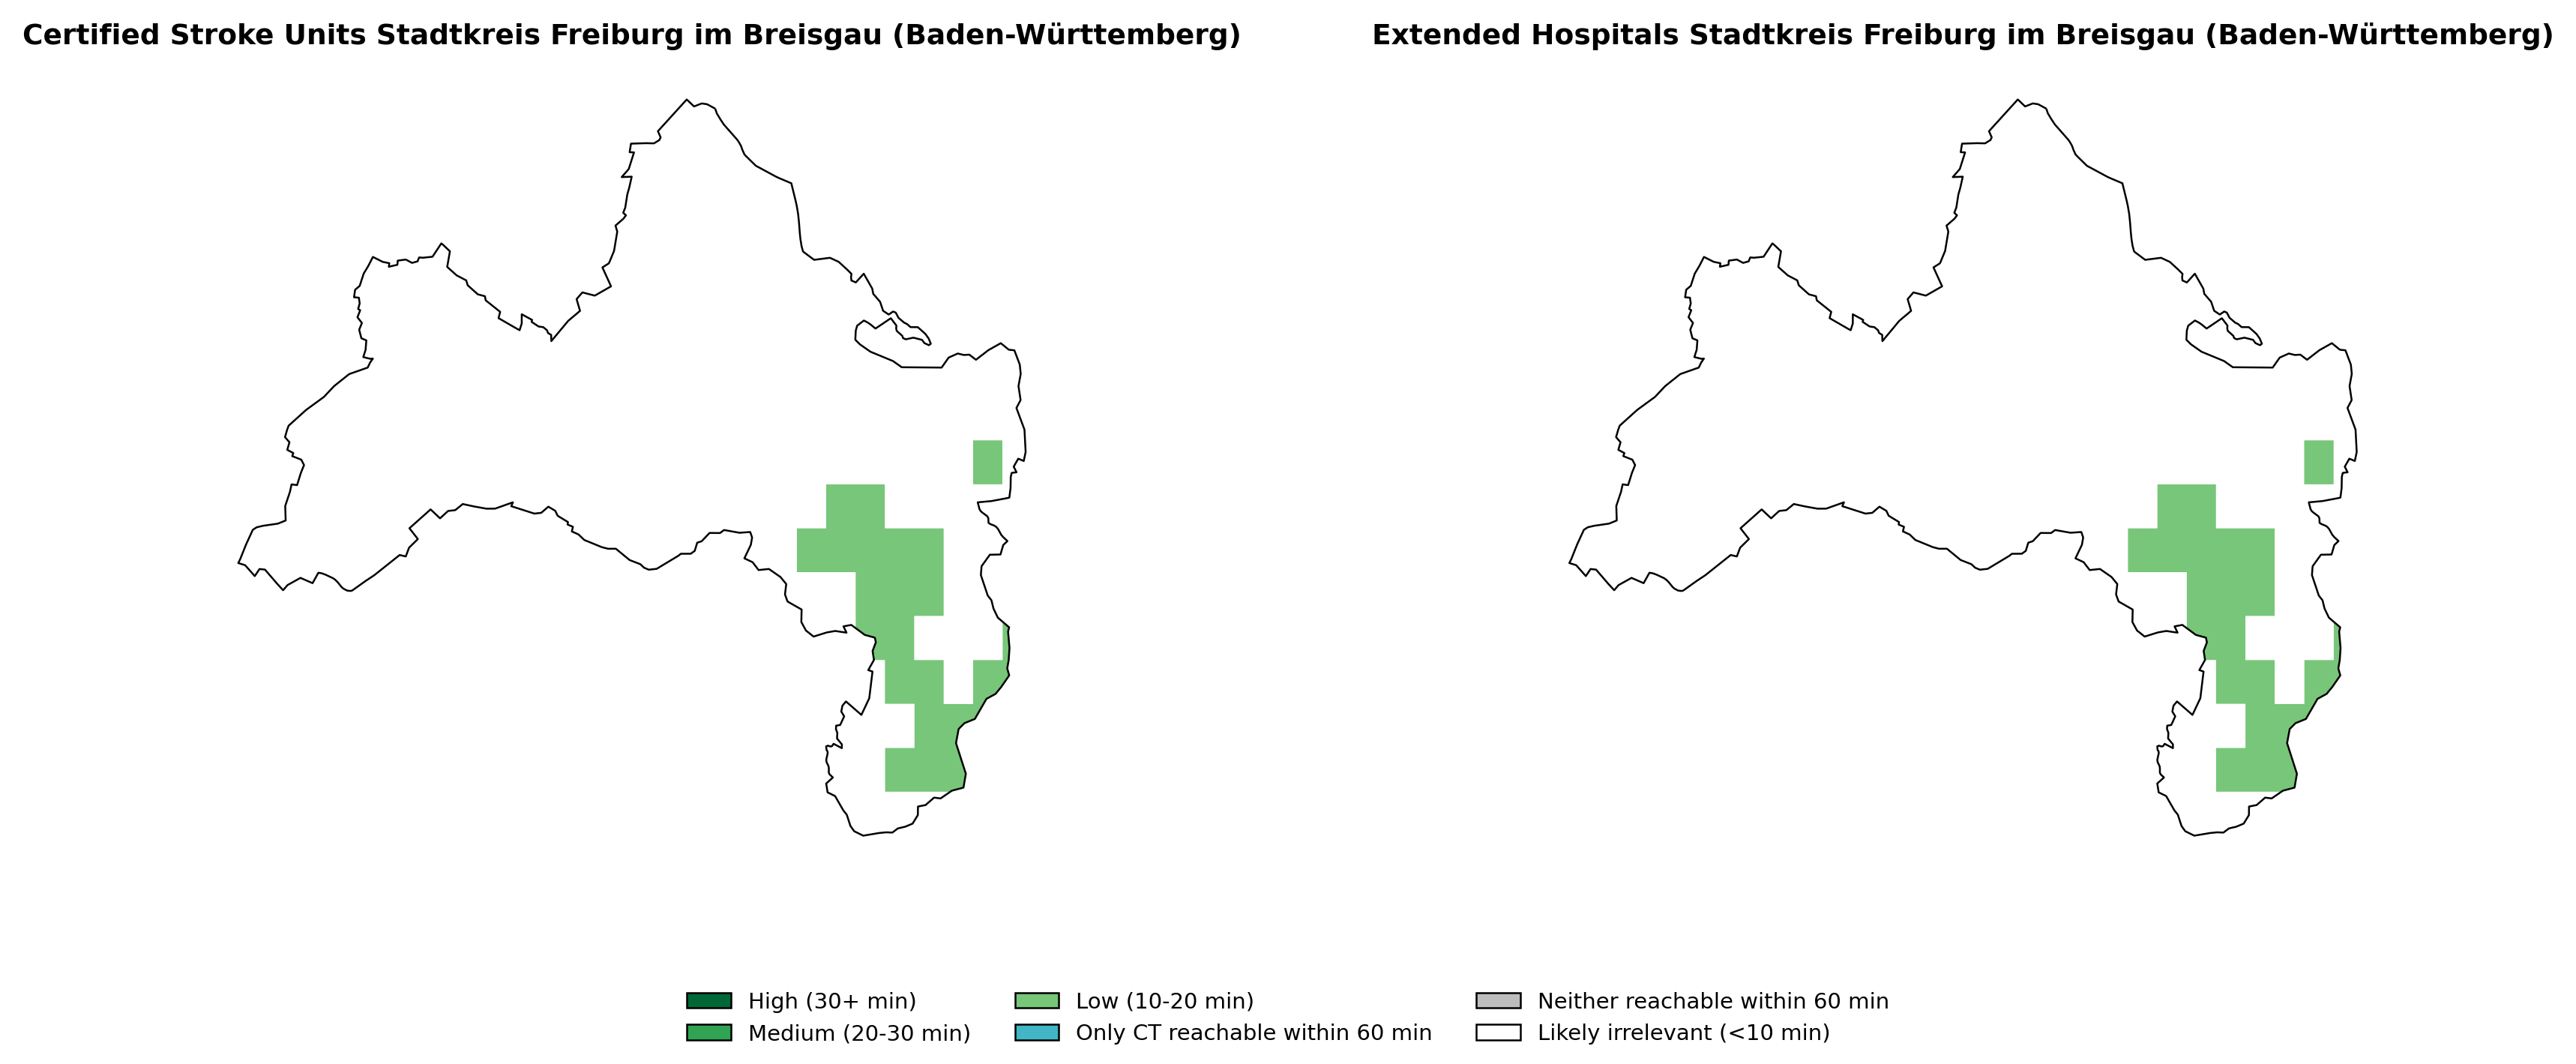 Certified Stroke Units Stadtkreis Freiburg im Breisgau (Baden-Württemberg)
Extended Hospitals Stadtkreis Freiburg im Breisgau (Baden-Württemberg)
High (30+ min)
Medium (20-30 min)
Low (10-20 min)
Only CT reachable within 60 min
Neither reachable within 60 min
Likely irrelevant (<10 min)